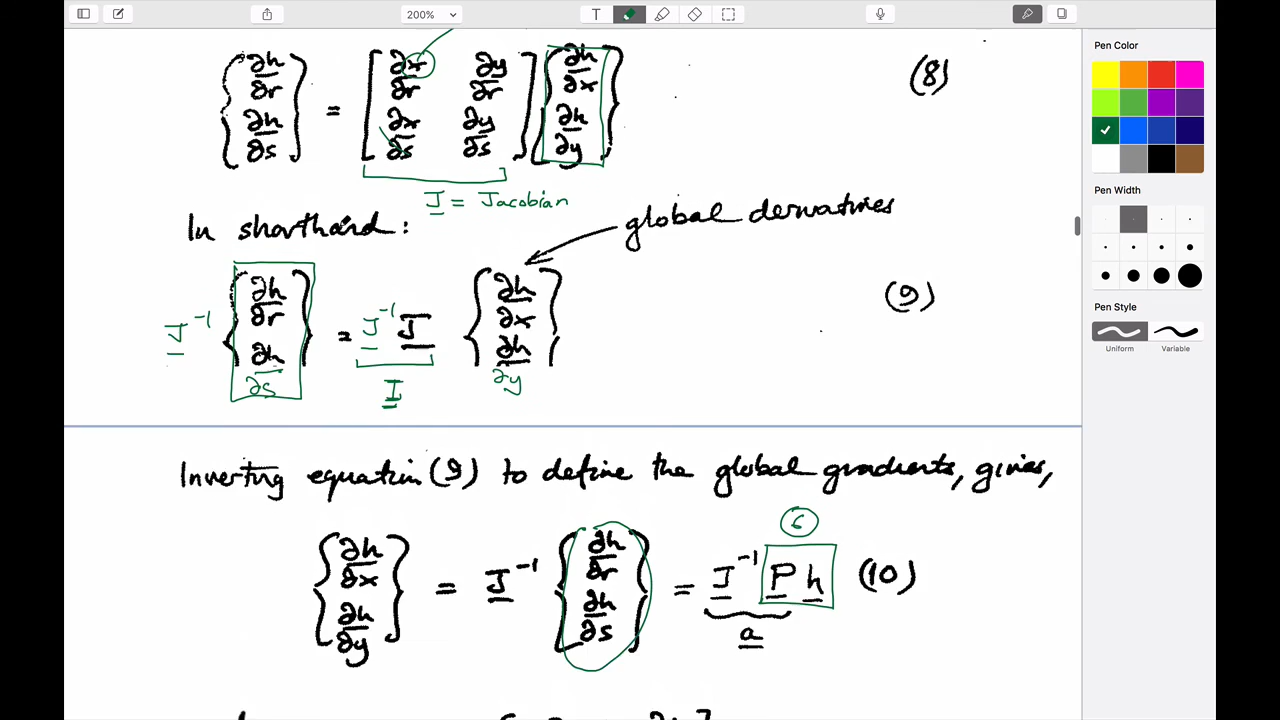 200%
T
Pen Color
{∂h/∂r ∂h/∂s} = [∂x/∂r ∂y/∂r ∂x/∂s ∂y/∂s] {∂h/∂x ∂h/∂y} (8)
J = Jacobian
In shorthand:
global derivatives
J⁻¹ {∂h/∂r ∂h/∂s} = J⁻¹ J {∂h/∂x ∂h/∂y} (9)
I
Inverting equation (9) to define the global gradients, gives,
6
{∂h/∂x ∂h/∂y} = J⁻¹ {∂h/∂r ∂h/∂s} = J⁻¹ P h (10)
a
Pen Width
Pen Style
Uniform Variable